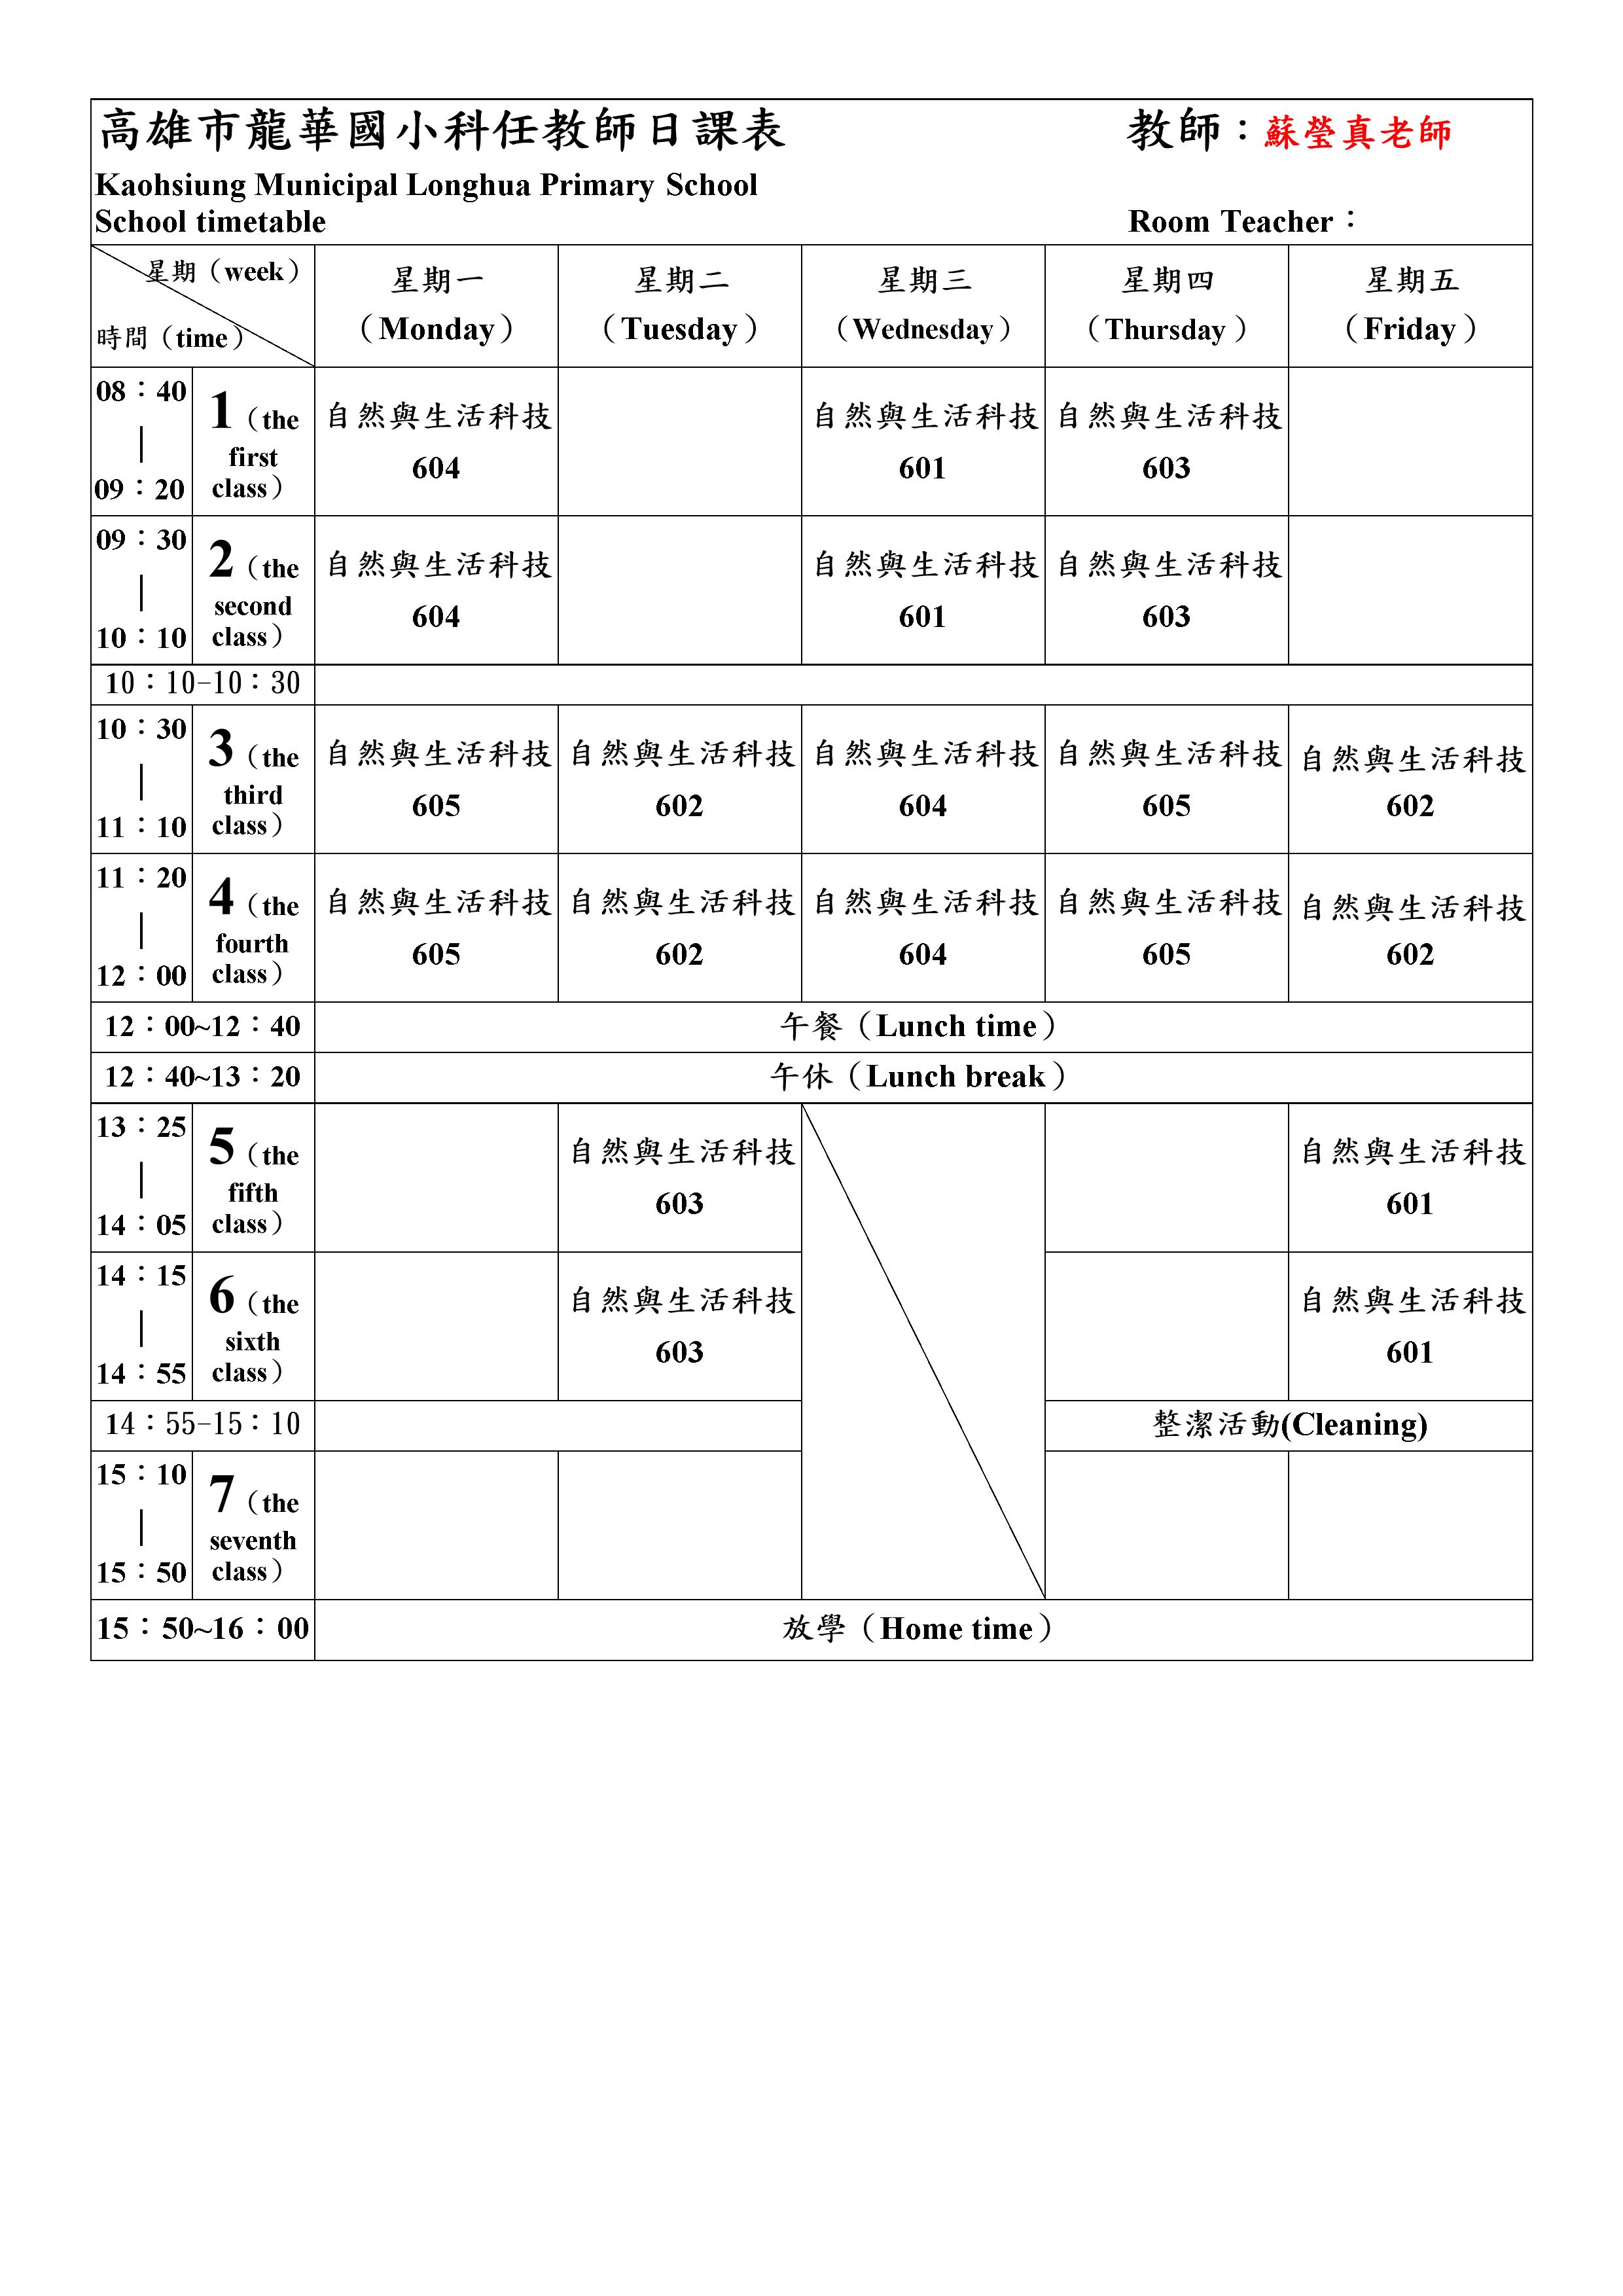 高雄市龍華國小科任教師日課表 教師：蘇瑩真老師
Kaohsiung Municipal Longhua Primary School
School timetable Room Teacher：
星期（week）
時間（time）
星期一 星期二 星期三 星期四 星期五
（Monday） （Tuesday） （Wednesday） （Thursday） （Friday）
08：40
｜
09：20
1（the
first
class）
自然與生活科技 自然與生活科技 自然與生活科技
604 601 603
09：30
｜
10：10
2（the
second
class）
自然與生活科技 自然與生活科技 自然與生活科技
604 601 603
10：10-10：30
10：30
｜
11：10
3（the
third
class）
自然與生活科技 自然與生活科技 自然與生活科技 自然與生活科技 自然與生活科技
605 602 604 605 602
11：20
｜
12：00
4（the
fourth
class）
自然與生活科技 自然與生活科技 自然與生活科技 自然與生活科技 自然與生活科技
605 602 604 605 602
12：00~12：40 午餐（Lunch time）
12：40~13：20 午休（Lunch break）
13：25
｜
14：05
5（the
fifth
class）
自然與生活科技 自然與生活科技
603 601
14：15
｜
14：55
6（the
sixth
class）
自然與生活科技 自然與生活科技
603 601
14：55-15：10 整潔活動(Cleaning)
15：10
｜
15：50
7（the
seventh
class）
15：50~16：00 放學（Home time）